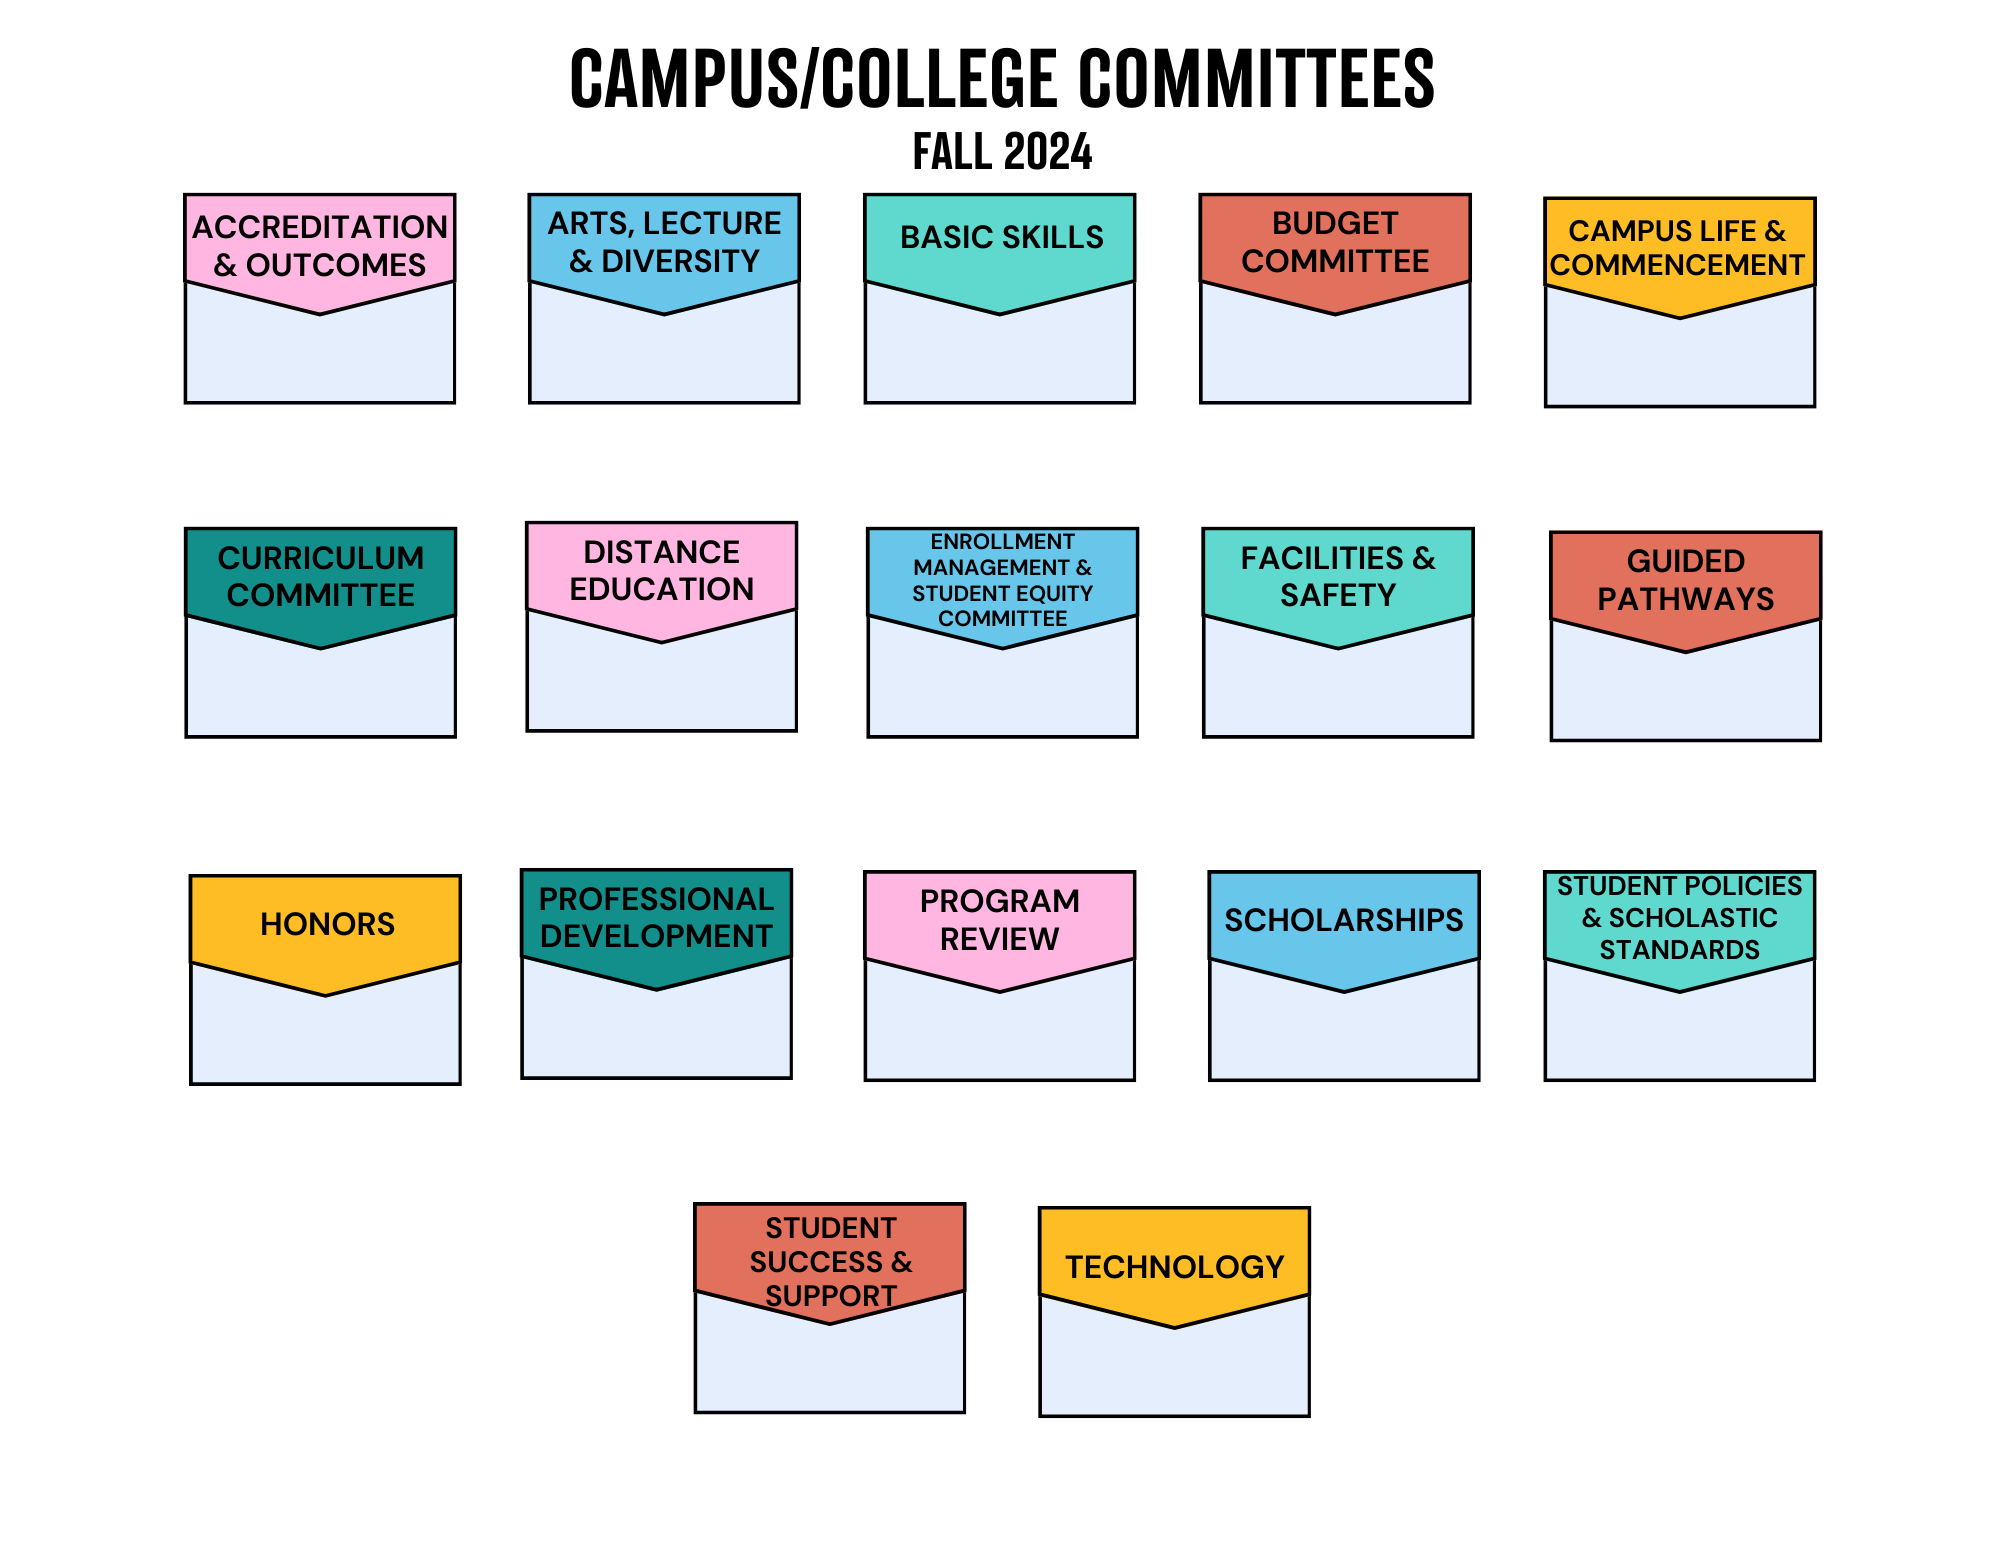 CAMPUS/COLLEGE COMMITTEES
FALL 2024
ACCREDITATION
& OUTCOMES
ARTS, LECTURE
& DIVERSITY
BASIC SKILLS
BUDGET
COMMITTEE
CAMPUS LIFE &
COMMENCEMENT
CURRICULUM
COMMITTEE
DISTANCE
EDUCATION
ENROLLMENT
MANAGEMENT &
STUDENT EQUITY
COMMITTEE
FACILITIES &
SAFETY
GUIDED
PATHWAYS
HONORS
PROFESSIONAL
DEVELOPMENT
PROGRAM
REVIEW
SCHOLARSHIPS
STUDENT POLICIES
& SCHOLASTIC
STANDARDS
STUDENT
SUCCESS &
SUPPORT
TECHNOLOGY